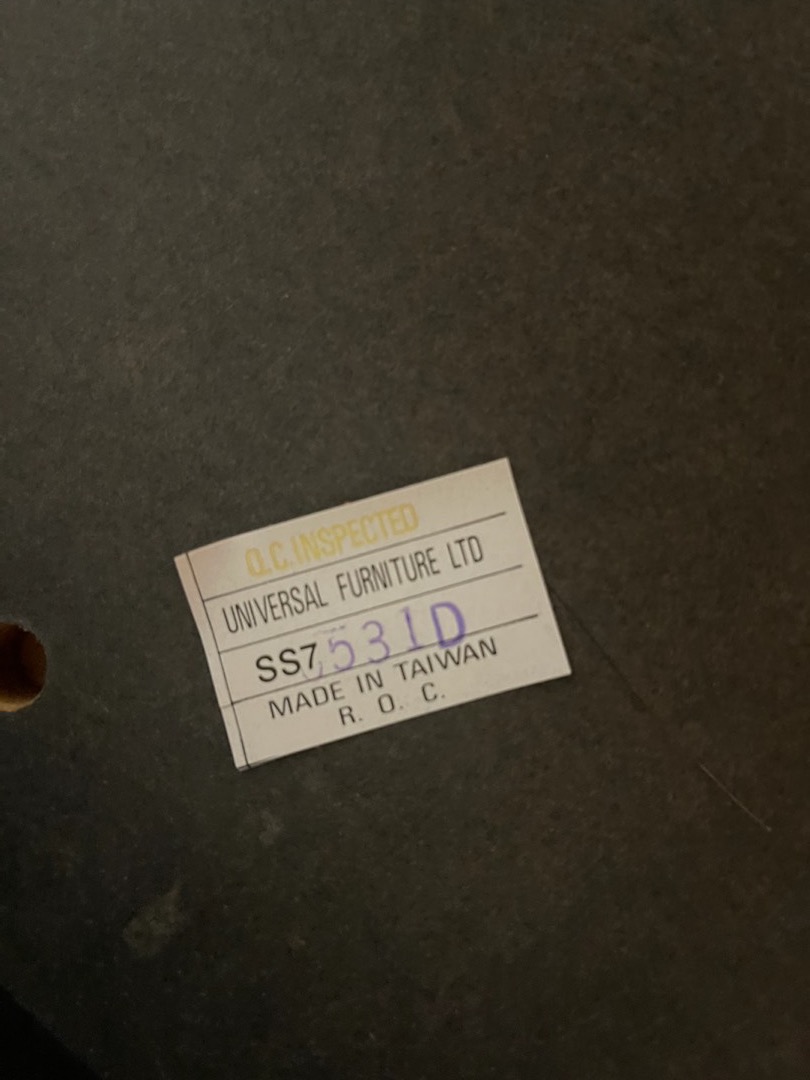 Q.C.INSPECTED
UNIVERSAL FURNITURE LTD
SS7 531D
MADE IN TAIWAN
R. O. C.